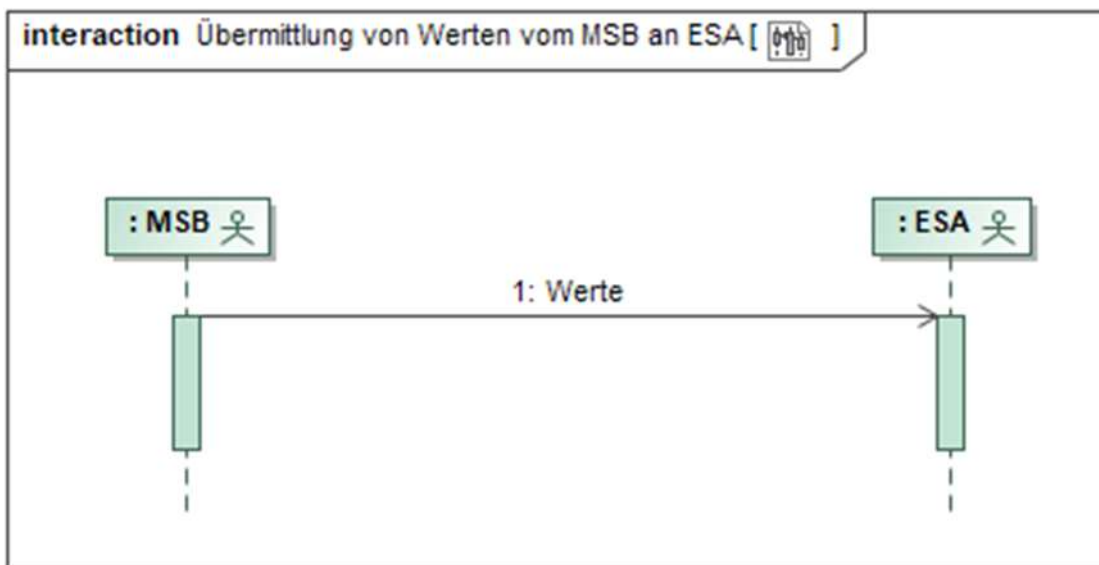 interaction Übermittlung von Werten vom MSB an ESA [ ]
: MSB
: ESA
1: Werte